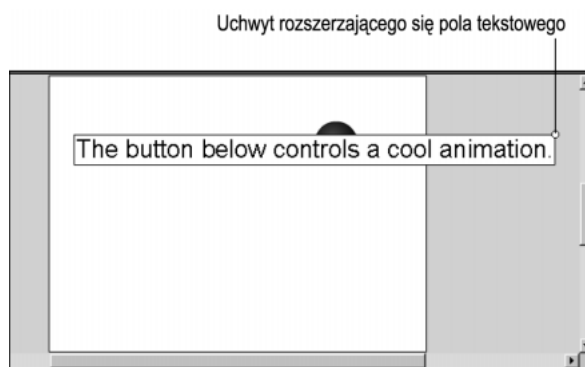 Uchwyt rozszerzającego się pola tekstowego
The button below controls a cool animation.